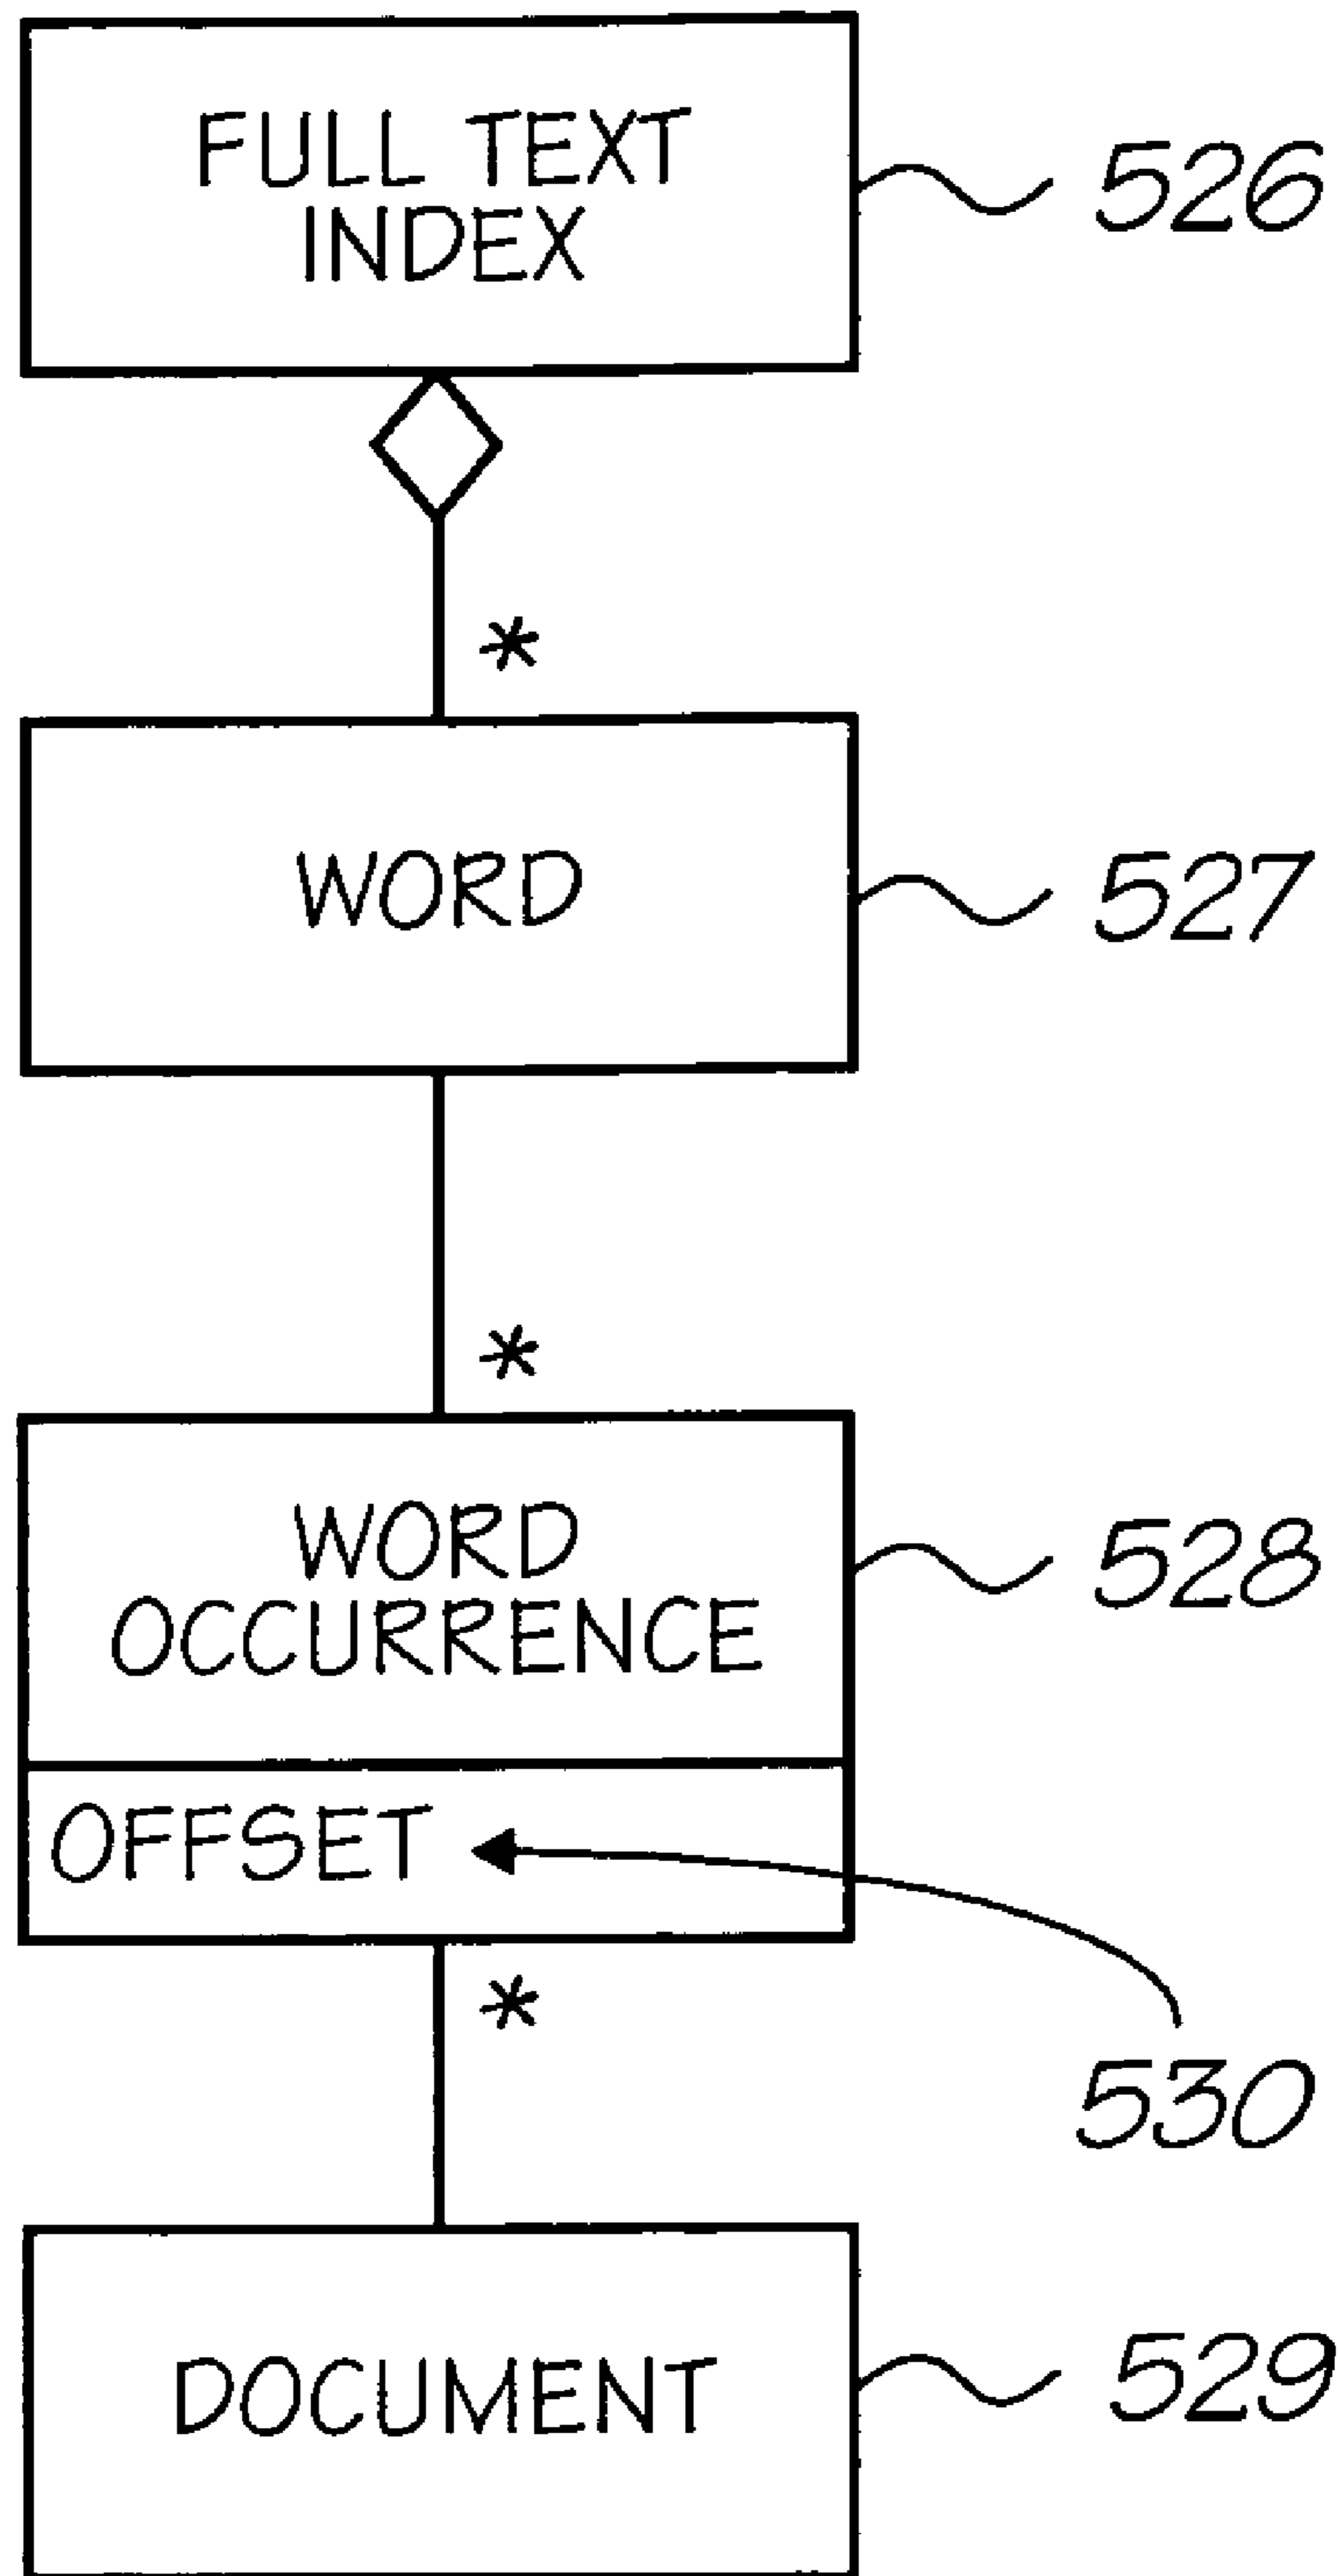 FULL TEXT
INDEX
526
*
WORD
527
*
WORD
OCCURRENCE
528
OFFSET
*
530
DOCUMENT
529